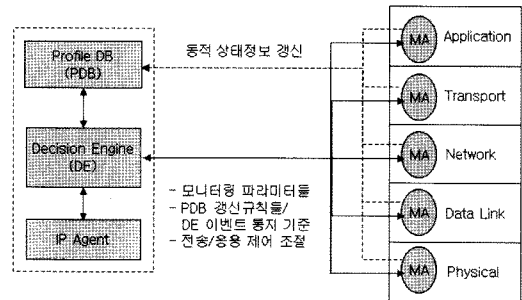 Profile DB
(PDB)
Decision Engine
(DE)
IP Agent
동적 상태정보 갱신
- 모니터링 파라미터들
- PDB 갱신규칙들/
DE 이벤트 통지 기준
- 전송/응용 제어 조절
MA Application
MA Transport
MA Network
MA Data Link
MA Physical